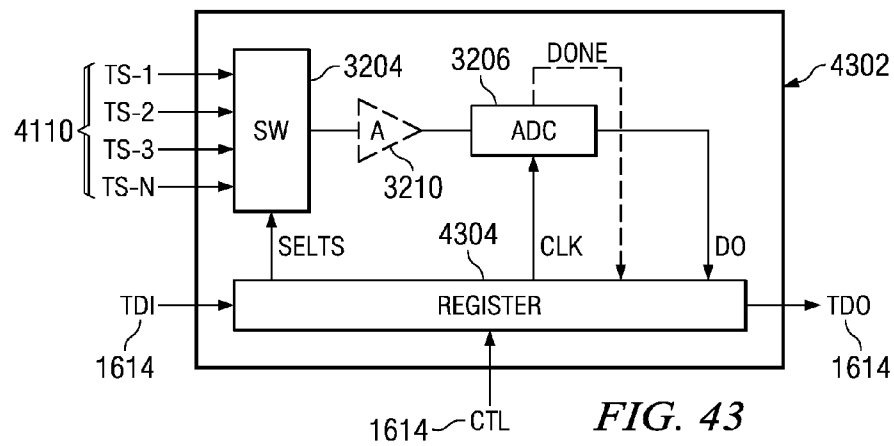 TS-1
TS-2
TS-3
TS-N
4110
SW
3204
A
3210
3206
DONE
ADC
4302
SELTS
4304
CLK
DO
TDI
REGISTER
TDO
1614
1614
1614
CTL
FIG. 43